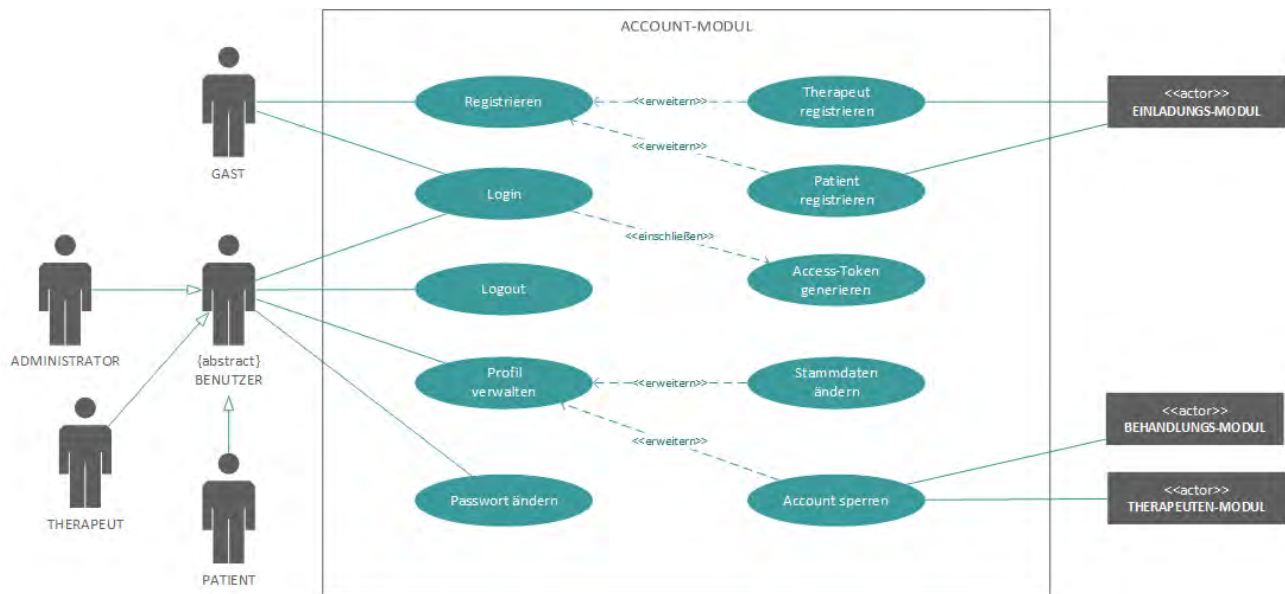 ACCOUNT-MODUL
GAST
ADMINISTRATOR
{abstract}
BENUTZER
THERAPEUT
PATIENT
Registrieren
<<erweitern>>
Therapeut
registrieren
<<erweitern>>
Patient
registrieren
Login
<<einschließen>>
Access-Token
generieren
Logout
Profil
verwalten
<<erweitern>>
Stammdaten
ändern
<<erweitern>>
Passwort ändern
Account sperren
<<actor>>
EINLADUNGS-MODUL
<<actor>>
BEHANDLUNGS-MODUL
<<actor>>
THERAPEUTEN-MODUL